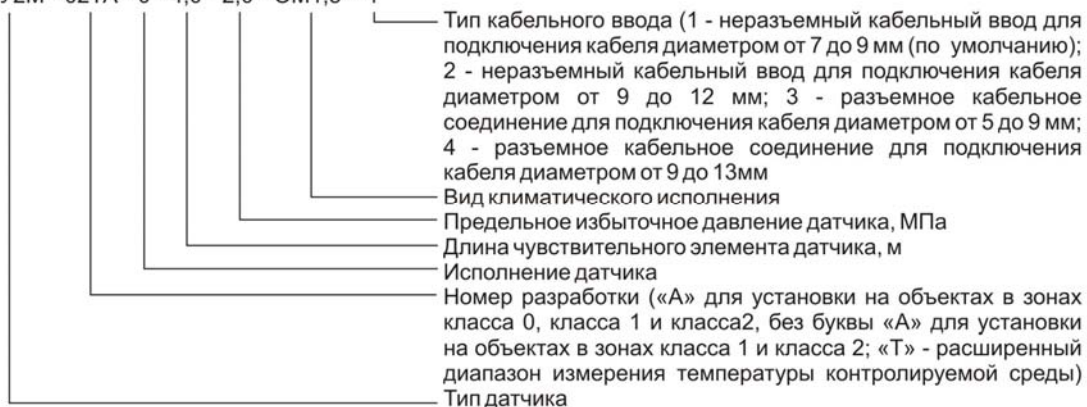 Тип кабельного ввода (1 - неразъемный кабельный ввод для
подключения кабеля диаметром от 7 до 9 мм (по умолчанию);
2 - неразъемный кабельный ввод для подключения кабеля
диаметром от 9 до 12 мм; 3 - разъемное кабельное
соединение для подключения кабеля диаметром от 5 до 9 мм;
4 - разъемное кабельное соединение для подключения
кабеля диаметром от 9 до 13мм
Вид климатического исполнения
Предельное избыточное давление датчика, МПа
Длина чувствительного элемента датчика, м
Исполнение датчика
Номер разработки («А» для установки на объектах в зонах
класса 0, класса 1 и класса2, без буквы «А» для установки
на объектах в зонах класса 1 и класса 2; «Т» - расширенный
диапазон измерения температуры контролируемой среды)
Тип датчика